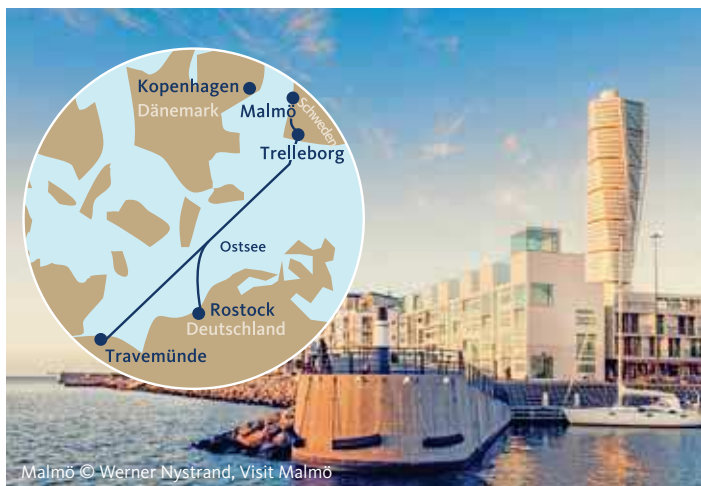 Kopenhagen
Dänemark
Malmö
Schweden
Trelleborg
Ostsee
Rostock
Deutschland
Travemünde
Malmö © Werner Nystrand, Visit Malmö